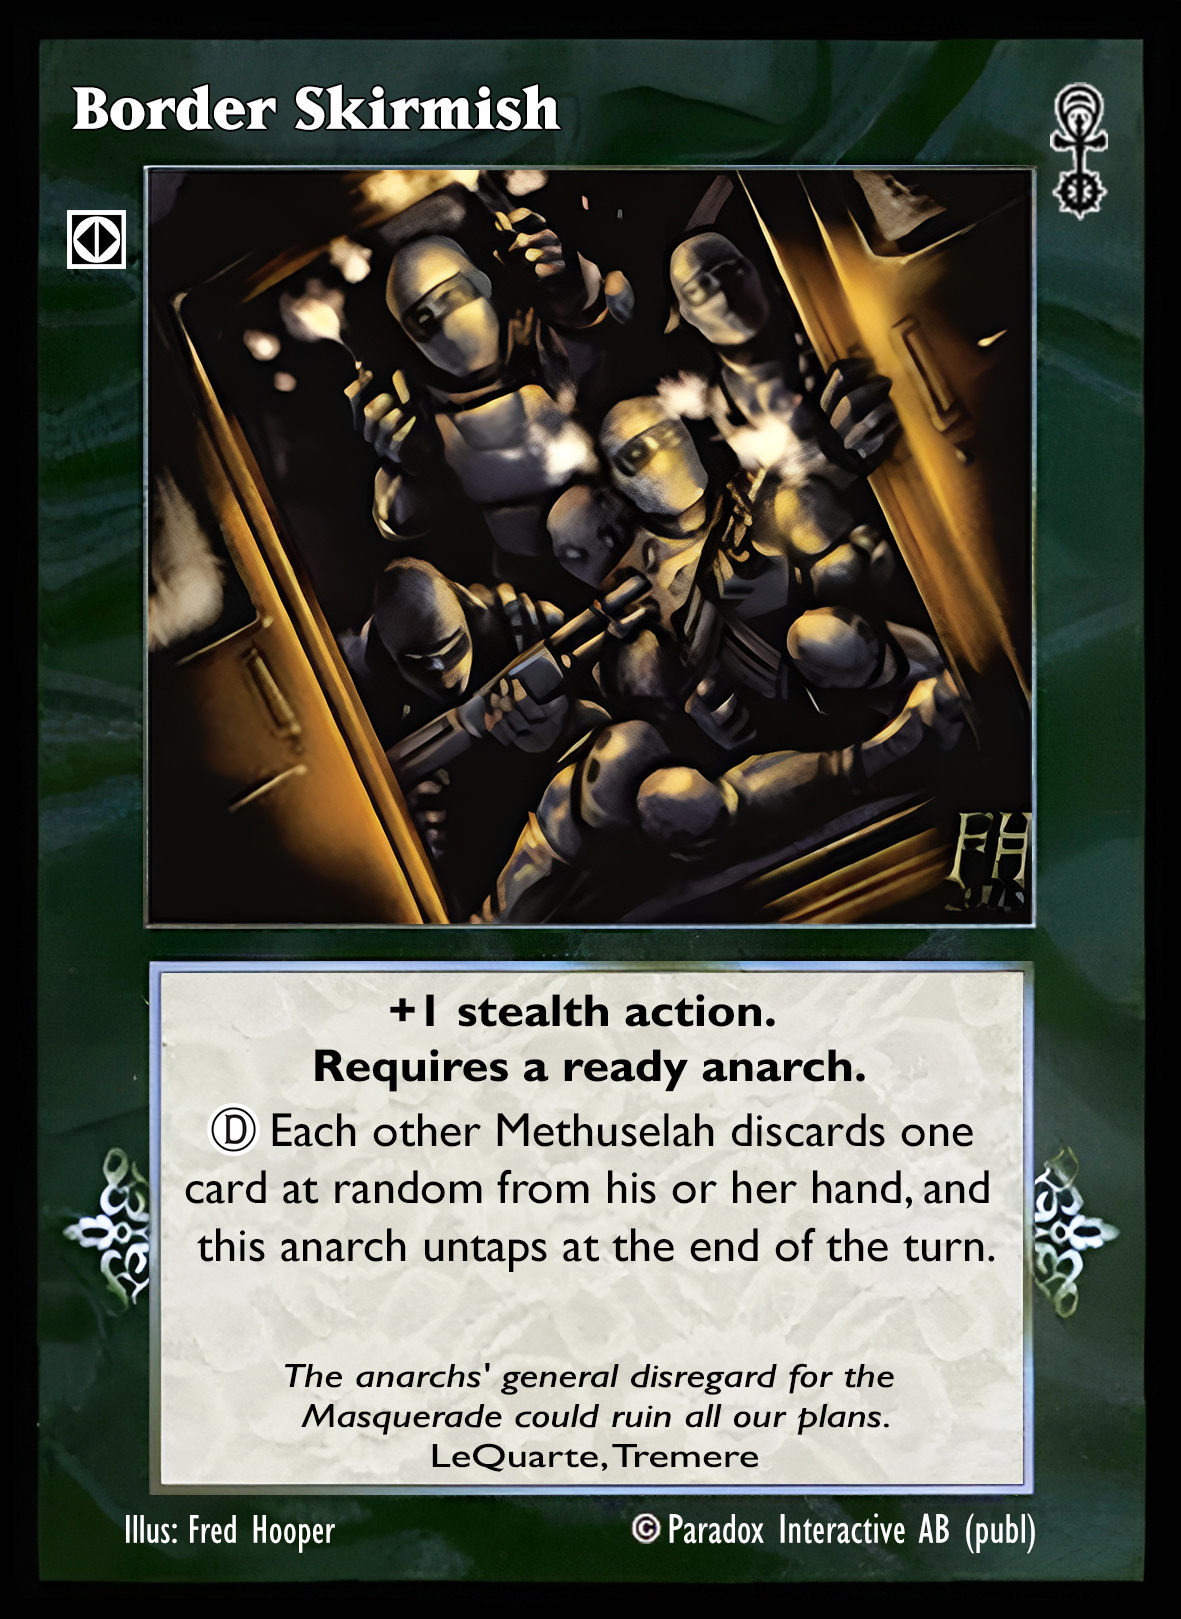 Border Skirmish
FH
+1 stealth action.
Requires a ready anarch.
Ⓓ Each other Methuselah discards one
card at random from his or her hand, and
this anarch untaps at the end of the turn.
The anarchs' general disregard for the
Masquerade could ruin all our plans.
LeQuarte, Tremere
Illus: Fred Hooper
© Paradox Interactive AB (publ)